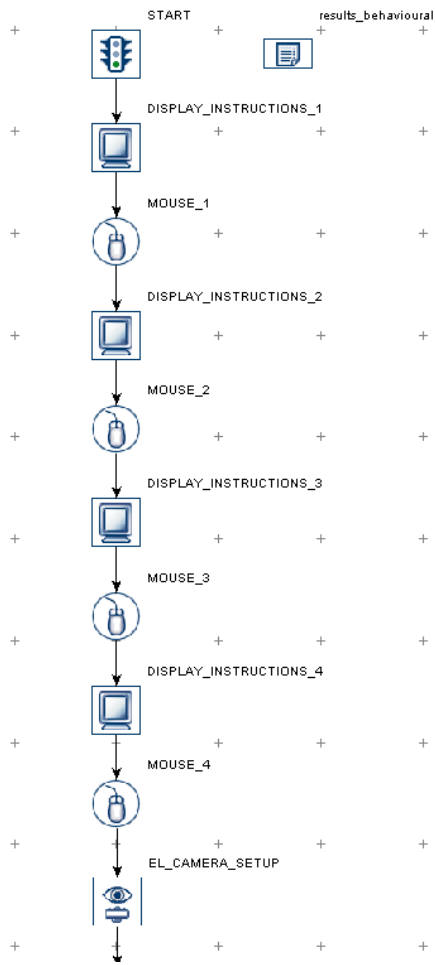 START
results_behavioural
DISPLAY_INSTRUCTIONS_1
MOUSE_1
DISPLAY_INSTRUCTIONS_2
MOUSE_2
DISPLAY_INSTRUCTIONS_3
MOUSE_3
DISPLAY_INSTRUCTIONS_4
MOUSE_4
EL_CAMERA_SETUP